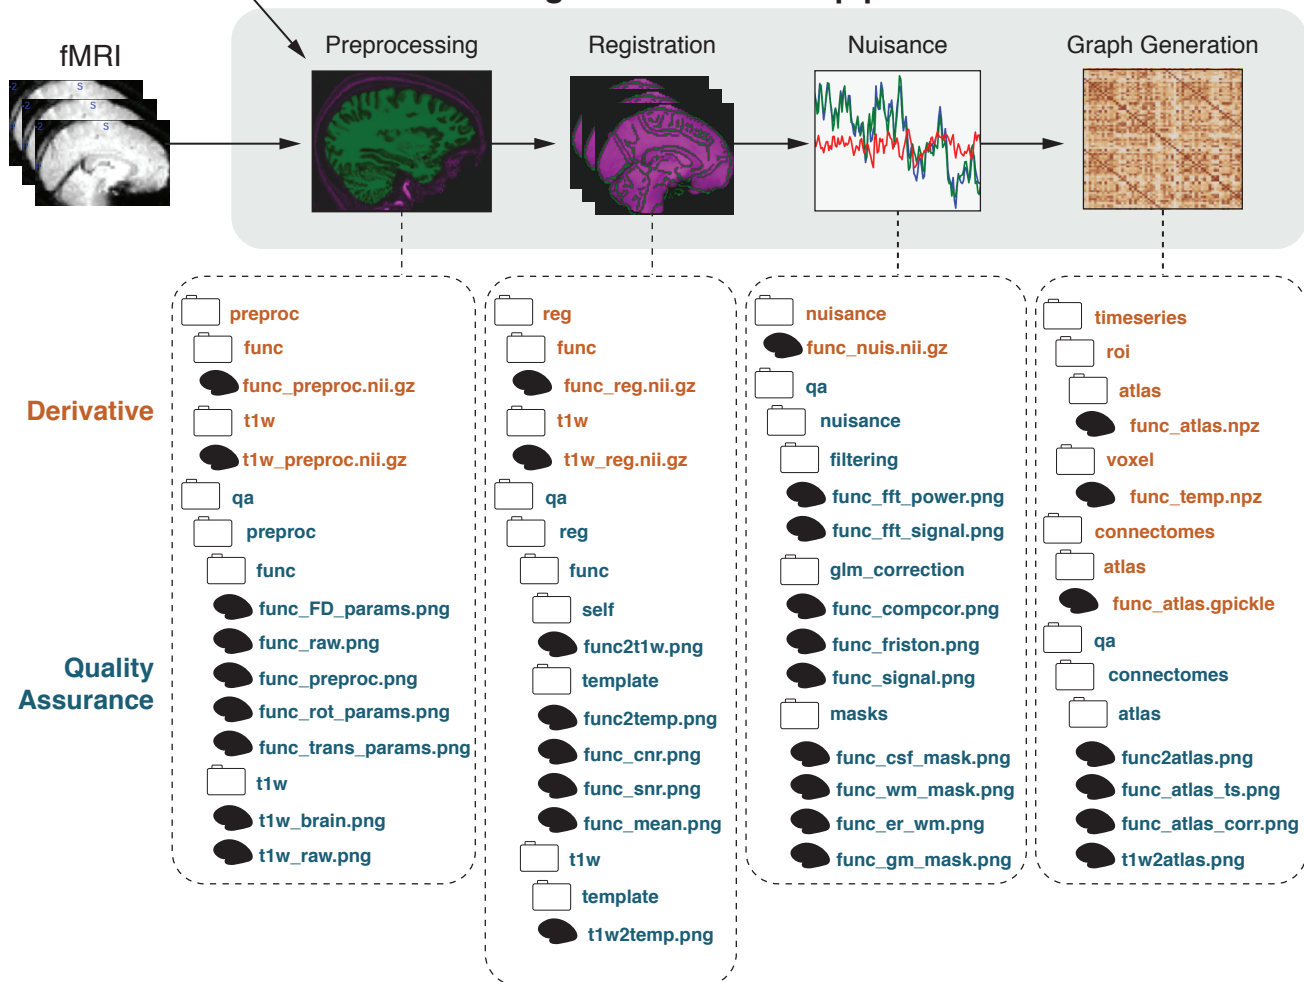 fMRI
Preprocessing
Registration
Nuisance
Graph Generation
S
S
S
Derivative
Quality
Assurance
preproc
func
func_preproc.nii.gz
t1w
t1w_preproc.nii.gz
qa
preproc
func
func_FD_params.png
func_raw.png
func_preproc.png
func_rot_params.png
func_trans_params.png
t1w
t1w_brain.png
t1w_raw.png
reg
func
func_reg.nii.gz
t1w
t1w_reg.nii.gz
qa
reg
func
self
func2t1w.png
template
func2temp.png
func_cnr.png
func_snr.png
func_mean.png
t1w
template
t1w2temp.png
nuisance
func_nuis.nii.gz
qa
nuisance
filtering
func_fft_power.png
func_fft_signal.png
glm_correction
func_compcor.png
func_friston.png
func_signal.png
masks
func_csf_mask.png
func_wm_mask.png
func_er_wm.png
func_gm_mask.png
timeseries
roi
atlas
func_atlas.npz
voxel
func_temp.npz
connectomes
atlas
func_atlas.gpickle
qa
connectomes
atlas
func2atlas.png
func_atlas_ts.png
func_atlas_corr.png
t1w2atlas.png